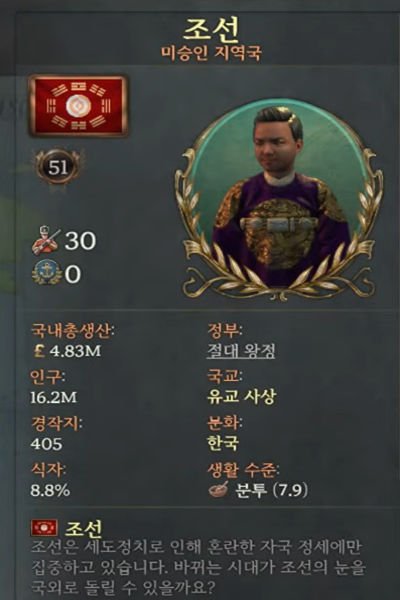 조선
미승인 지역국
51
30
0
국내총생산:
£ 4.83M
정부:
절대 왕정
인구:
16.2M
국교:
유교 사상
경작지:
405
문화:
한국
식자:
8.8%
생활 수준:
분투 (7.9)
조선
조선은 세도정치로 인해 혼란한 자국 정세에만
집중하고 있습니다. 바뀌는 시대가 조선의 눈을
국외로 돌릴 수 있을까요?